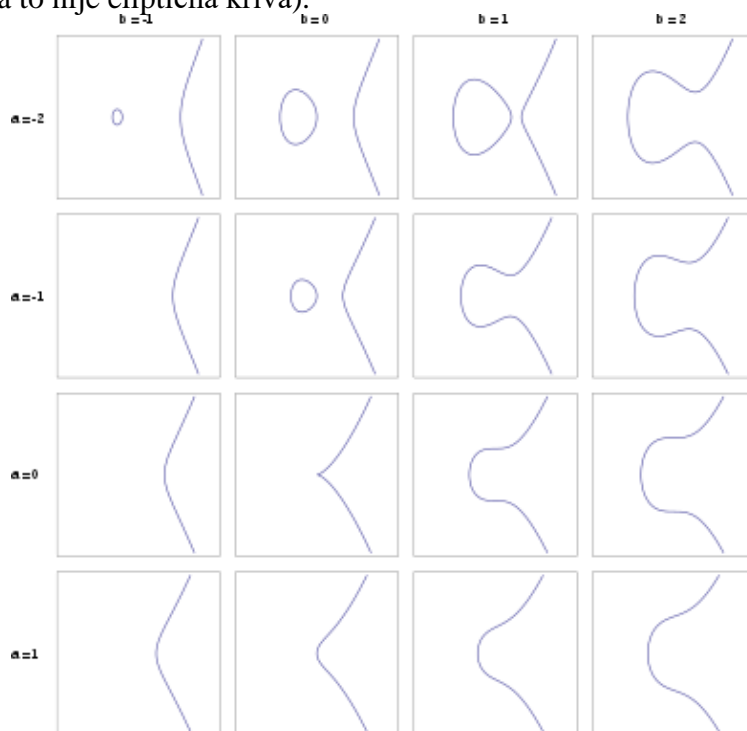 a to nije eliptična kriva).
b = -1 b = 0 b = 1 b = 2
a = -2
a = -1
a = 0
a = 1